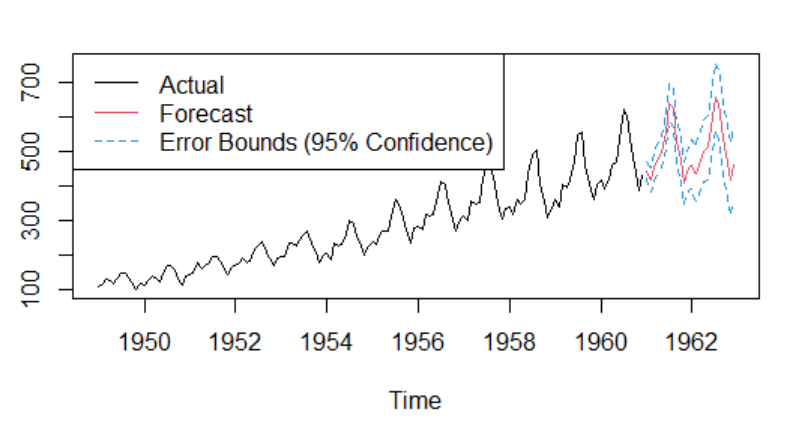 Actual
Forecast
Error Bounds (95% Confidence)
700
500
300
100
1950 1952 1954 1956 1958 1960 1962
Time